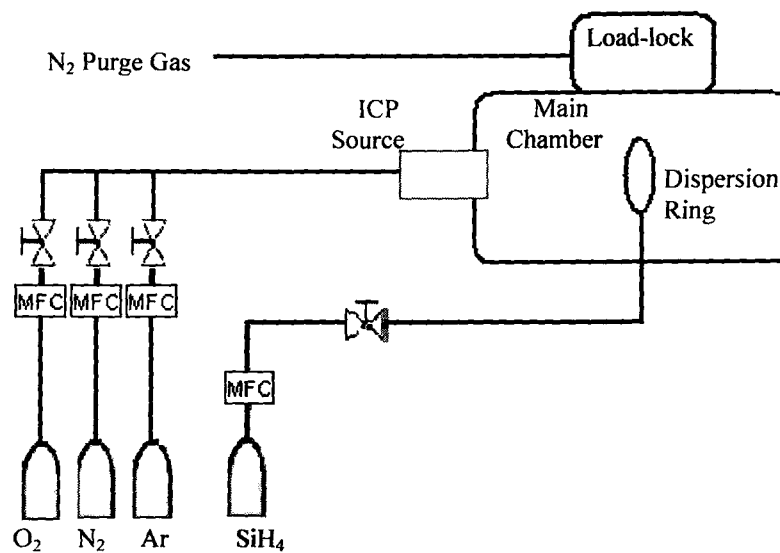 Load-lock
N₂ Purge Gas
ICP
Source
Main
Chamber
Dispersion
Ring
MFC
MFC
MFC
MFC
O₂
N₂
Ar
SiH₄